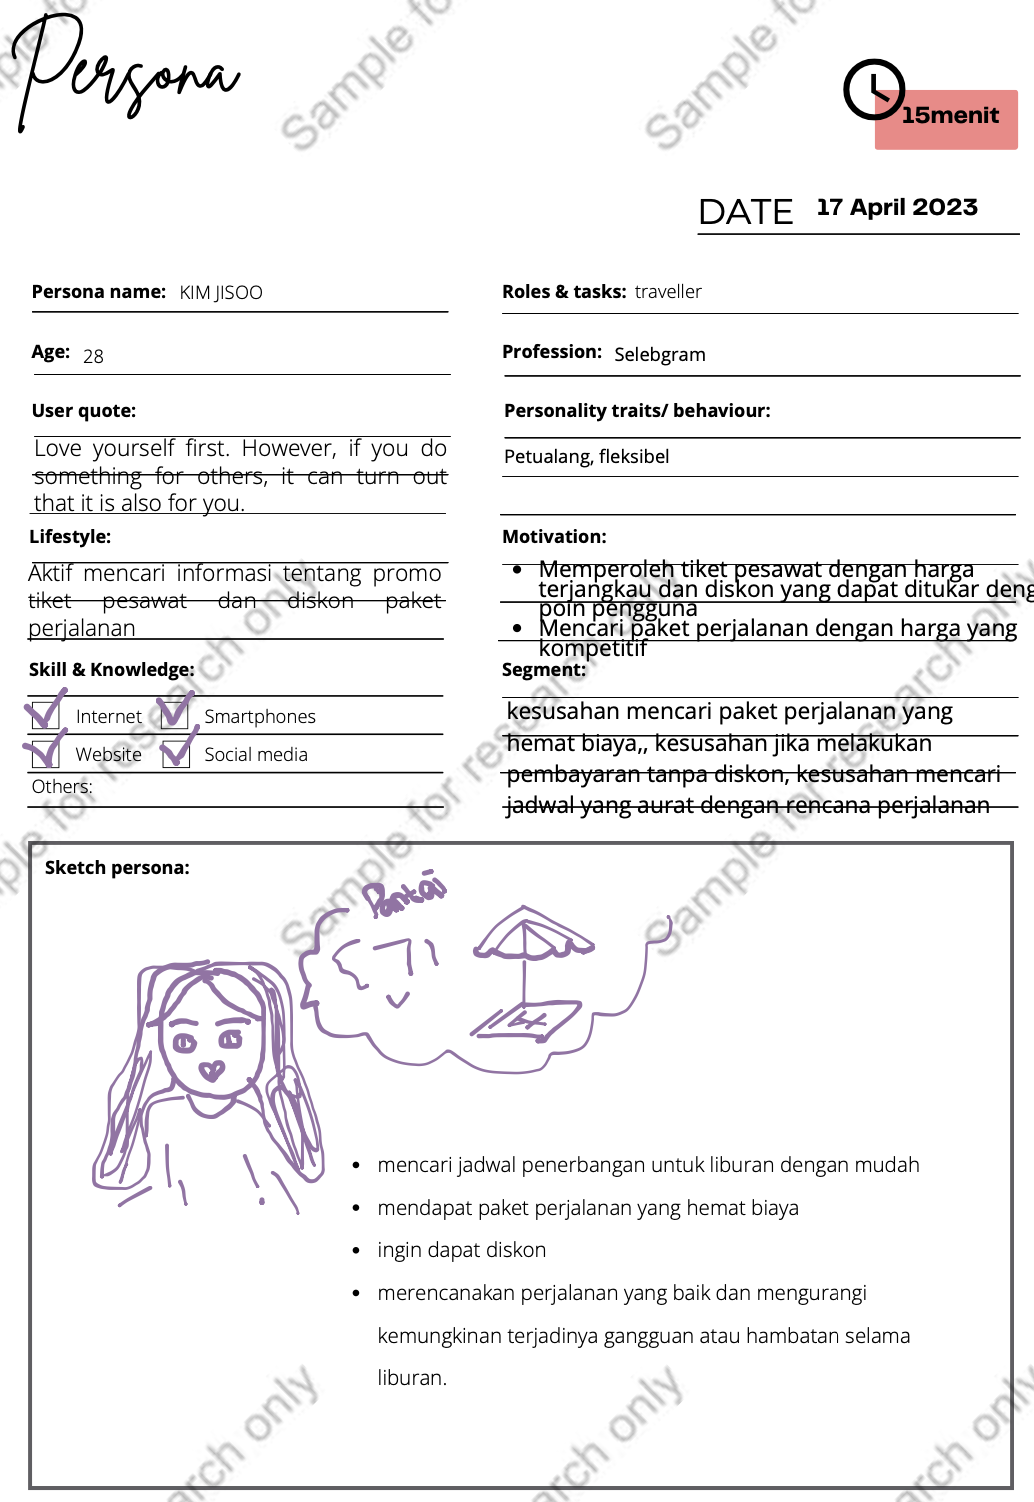 Persona
15menit
DATE 17 April 2023
Persona name: KIM JISOO
Roles & tasks: traveller
Age: 28
Profession: Selebgram
User quote:
Love yourself first. However, if you do
something for others, it can turn out
that it is also for you.
Personality traits/ behaviour:
Petualang, fleksibel
Lifestyle:
Aktif mencari informasi tentang promo
tiket pesawat dan diskon paket
perjalanan
Motivation:
• Memperoleh tiket pesawat dengan harga
terjangkau dan diskon yang dapat ditukar deng
poin pengguna
• Mencari paket perjalanan dengan harga yang
kompetitif
Skill & Knowledge:
Internet Smartphones
Website Social media
Others:
Segment:
kesusahan mencari paket perjalanan yang
hemat biaya,, kesusahan jika melakukan
pembayaran tanpa diskon, kesusahan mencari
jadwal yang aurat dengan rencana perjalanan
Sketch persona:
Pantai
• mencari jadwal penerbangan untuk liburan dengan mudah
• mendapat paket perjalanan yang hemat biaya
• ingin dapat diskon
• merencanakan perjalanan yang baik dan mengurangi
kemungkinan terjadinya gangguan atau hambatan selama
liburan.
Sample for research only